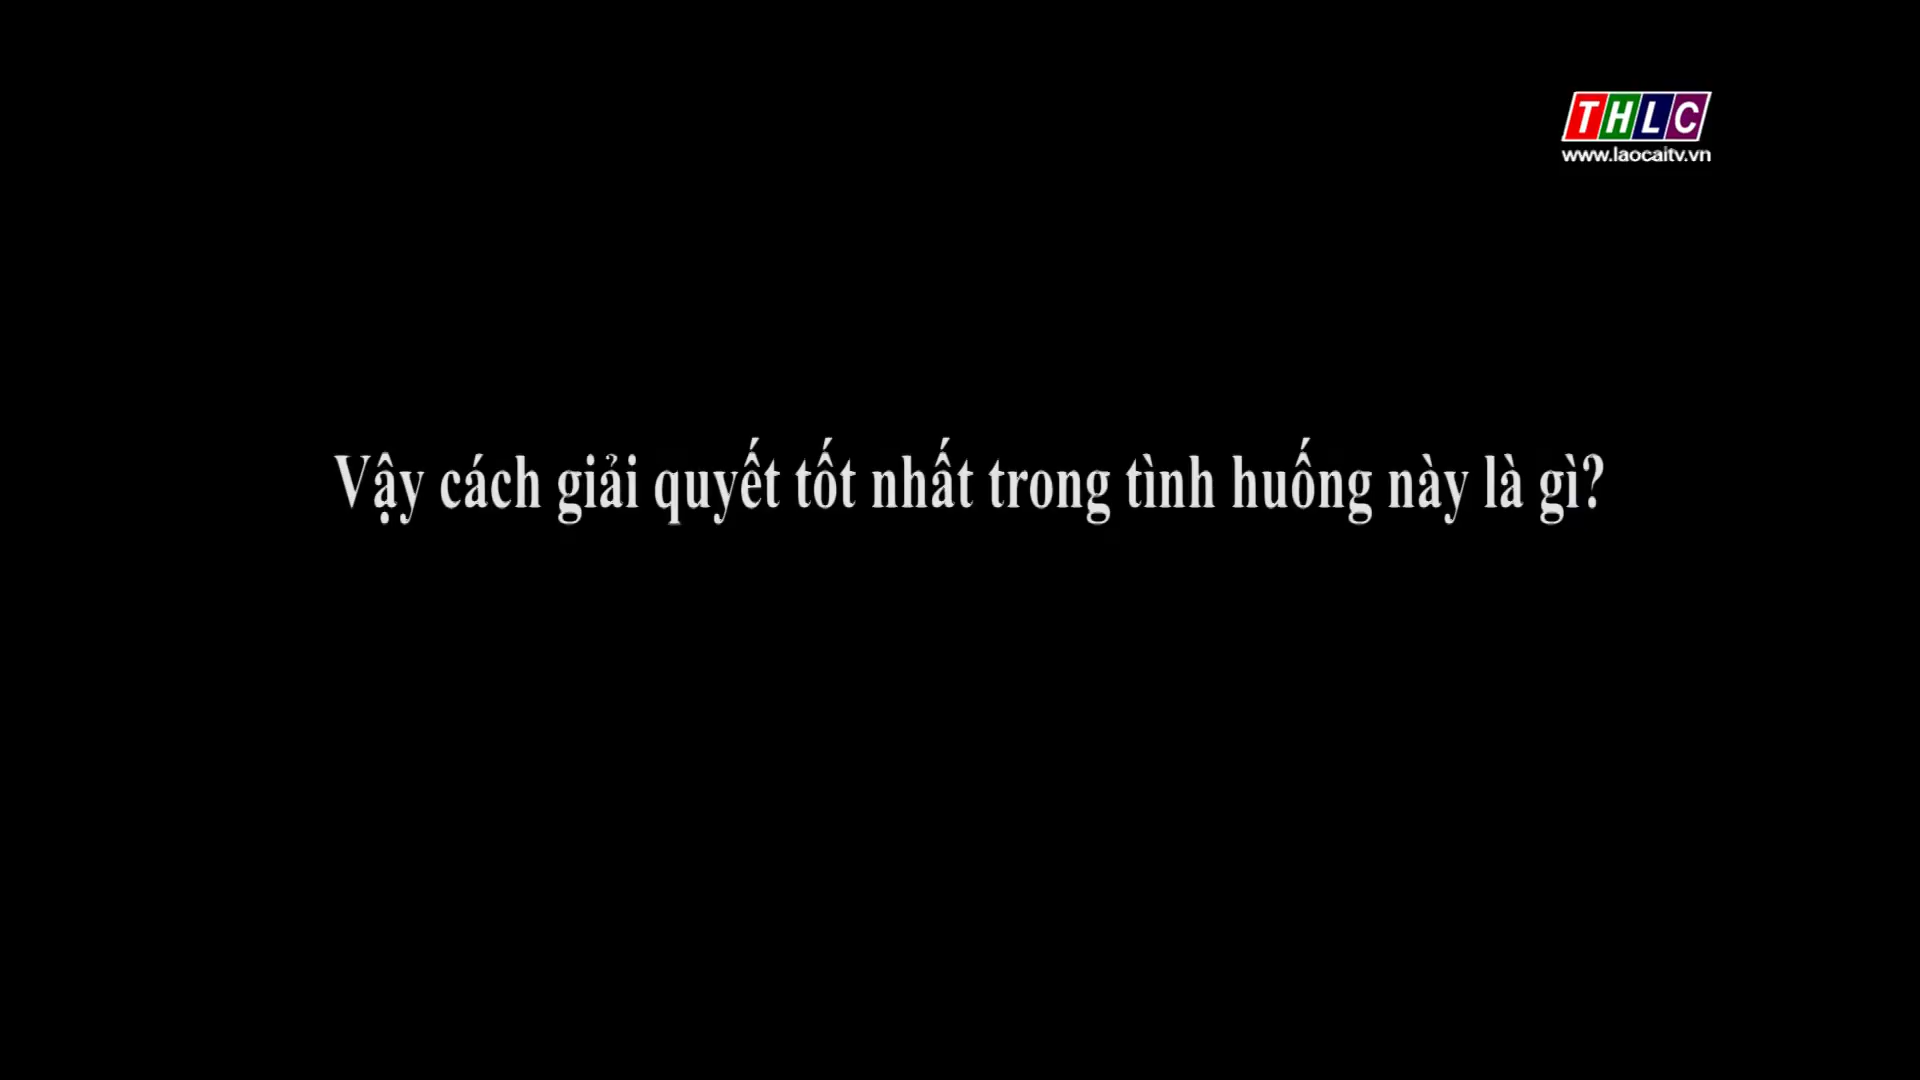 THLC
www.laocaitv.vn
Vậy cách giải quyết tốt nhất trong tình huống này là gì?